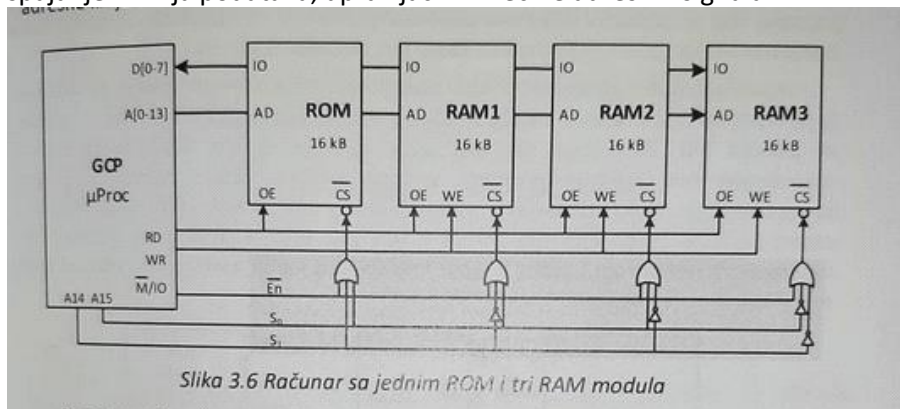 D[0-7]
IO
IO
IO
IO
A[0-13]
AD
ROM
AD
RAM1
AD
RAM2
AD
RAM3
16 kB
16 kB
16 kB
16 kB
GCP
μProc
OE
CS
OE
WE
CS
OE
WE
CS
OE
WE
CS
RD
WR
M/IO
En
A14 A15
S₀
S₁
Slika 3.6 Računar sa jednim ROM i tri RAM modula